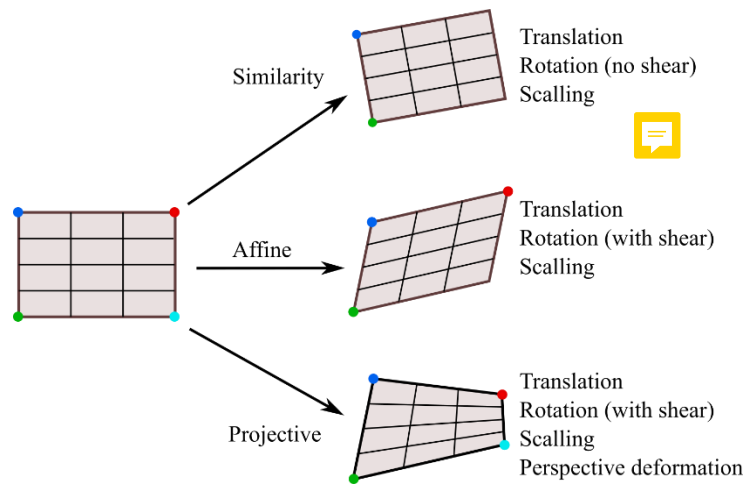 Similarity
Translation
Rotation (no shear)
Scalling
Affine
Translation
Rotation (with shear)
Scalling
Projective
Translation
Rotation (with shear)
Scalling
Perspective deformation